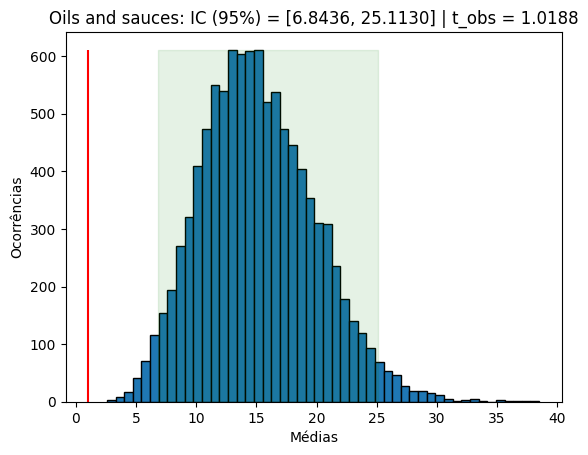 Oils and sauces: IC (95%) = [6.8436, 25.1130] | t_obs = 1.0188
600
500
400
300
200
100
0
Ocorrências
0 5 10 15 20 25 30 35 40
Médias